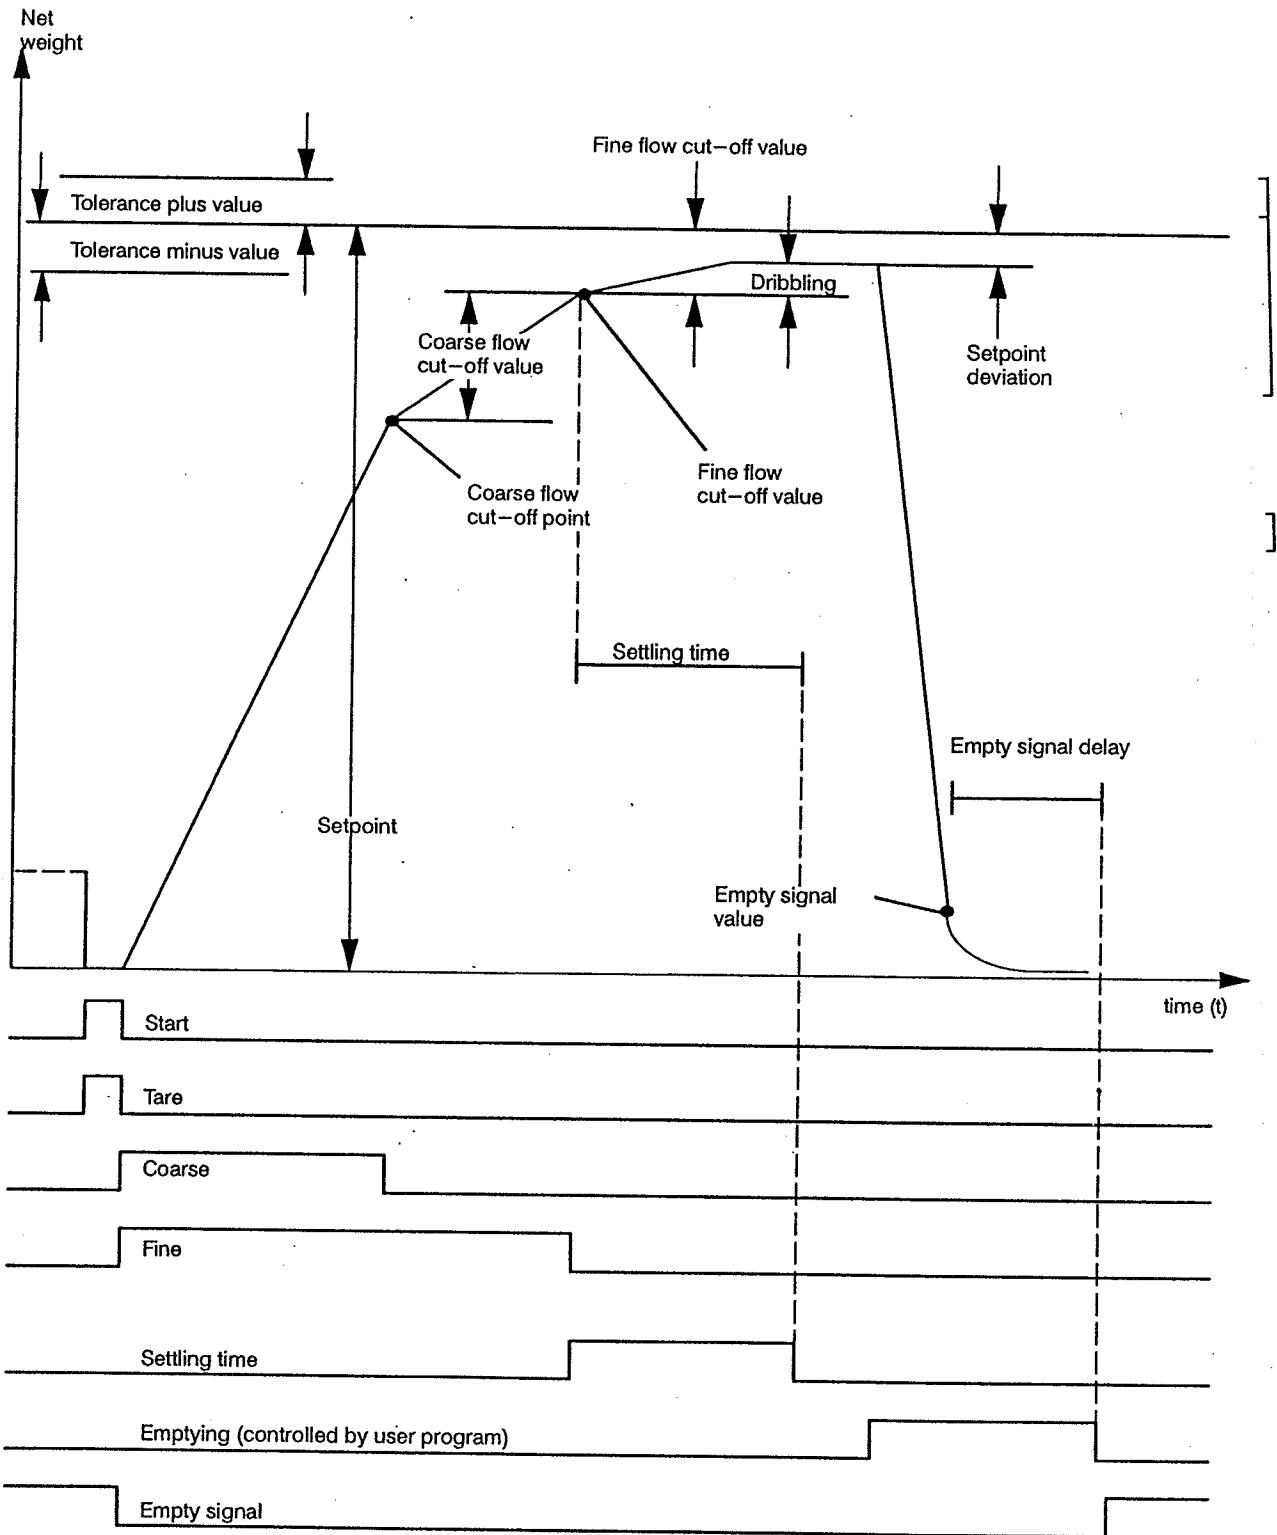 Net
weight
Fine flow cut-off value
Tolerance plus value
Tolerance minus value
Dribbling
Coarse flow
cut-off value
Setpoint
deviation
Fine flow
cut-off value
Coarse flow
cut-off point
Settling time
Empty signal delay
Setpoint
Empty signal
value
time (t)
Start
Tare
Coarse
Fine
Settling time
Emptying (controlled by user program)
Empty signal